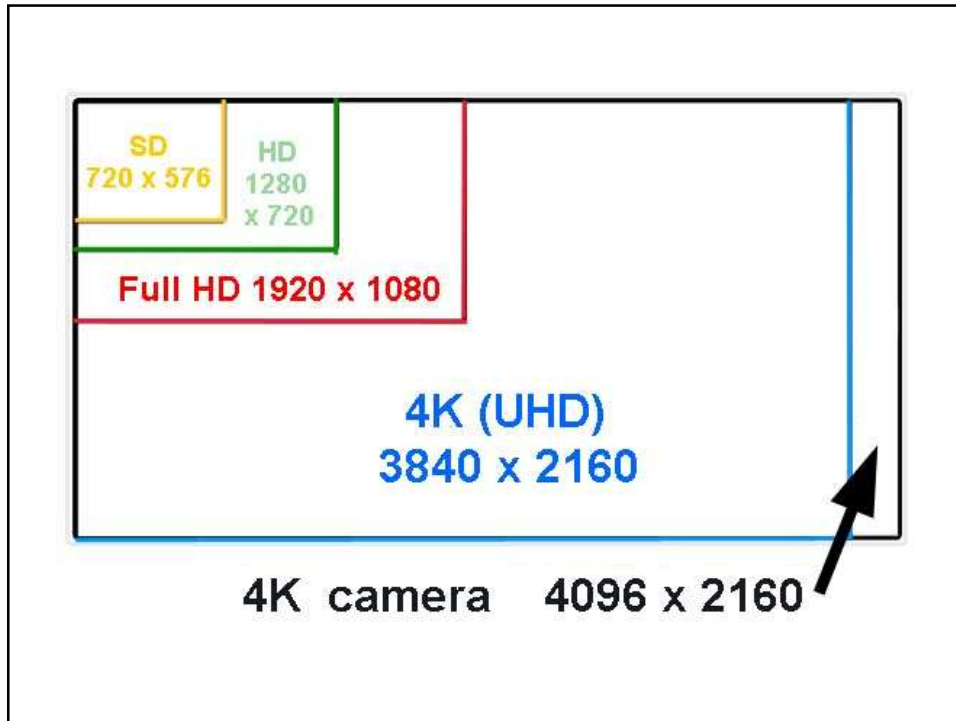 SD
720 x 576
HD
1280
x 720
Full HD 1920 x 1080
4K (UHD)
3840 x 2160
4K camera 4096 x 2160